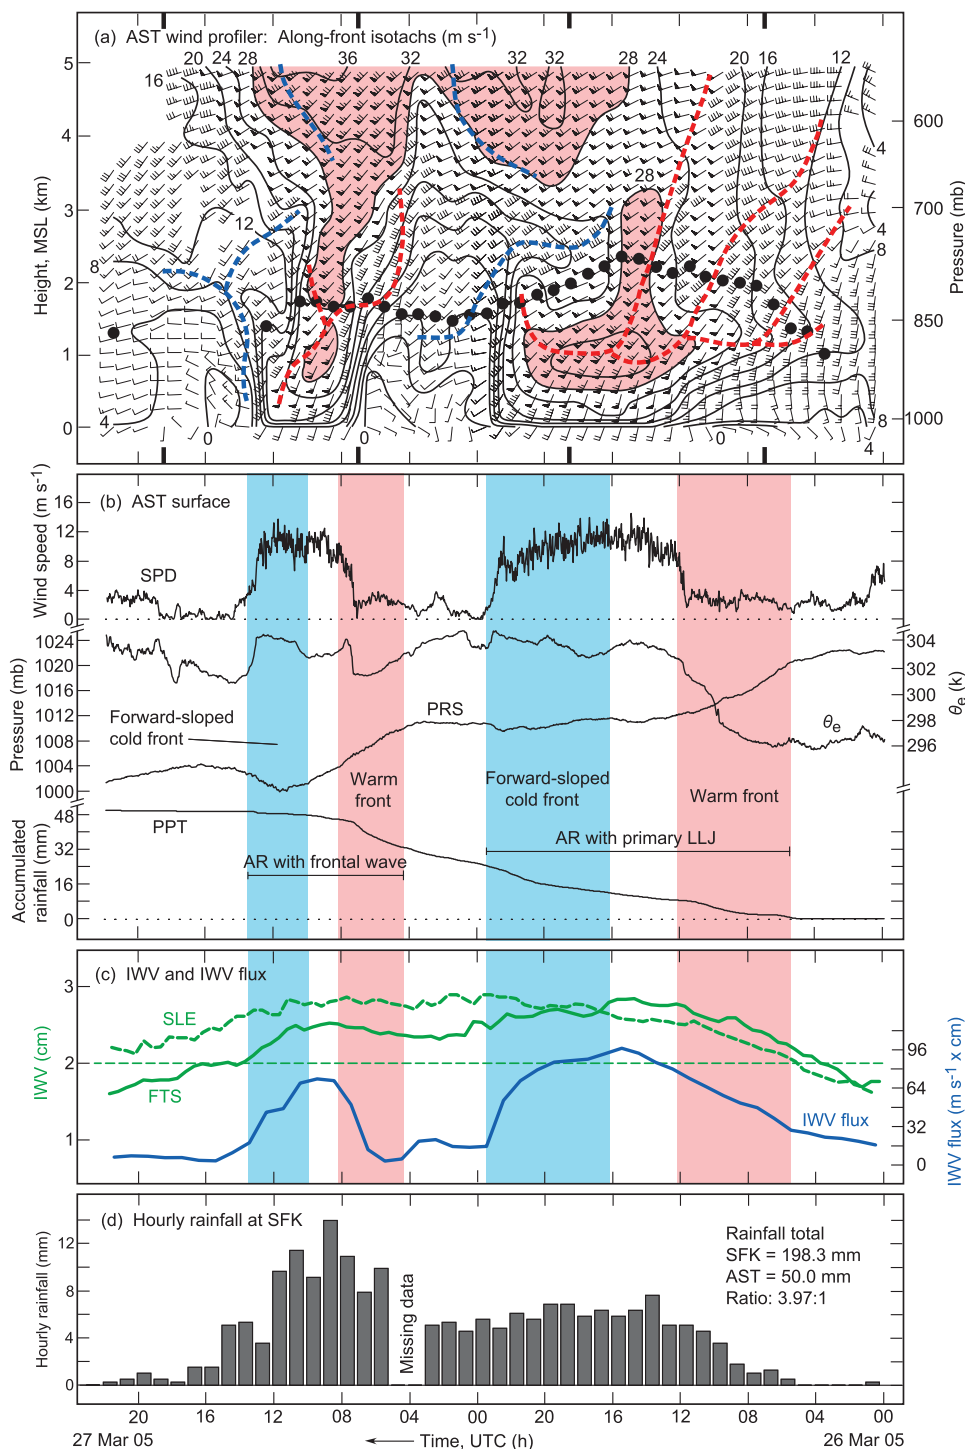 (a) AST wind profiler: Along-front isotachs (m s-1)
20 24 28 36 32 32 32 28 24 20 16 12
16
5
4
3
2
1
0
Height, MSL (km)
600
700
850
1000
Pressure (mb)
12
8
4
0
0
28
0
4
4
8
8
4
(b) AST surface
Wind speed (m s-1)
16
12
8
4
0
SPD
Pressure (mb)
1024
1020
1016
1012
1008
1004
1000
304
302
300
298
296
θe (k)
PRS
θe
Forward-sloped
cold front
Warm
front
Forward-sloped
cold front
Warm front
PPT
AR with frontal wave
AR with primary LLJ
Accumulated
rainfall (mm)
48
32
16
0
(c) IWV and IWV flux
IWV (cm)
3
2
1
SLE
FTS
IWV flux
96
64
32
0
IWV flux (m s-1 x cm)
(d) Hourly rainfall at SFK
Hourly rainfall (mm)
12
8
4
0
Missing data
Rainfall total
SFK = 198.3 mm
AST = 50.0 mm
Ratio: 3.97:1
20 16 12 08 04 00 20 16 12 08 04 00
27 Mar 05 Time, UTC (h) 26 Mar 05